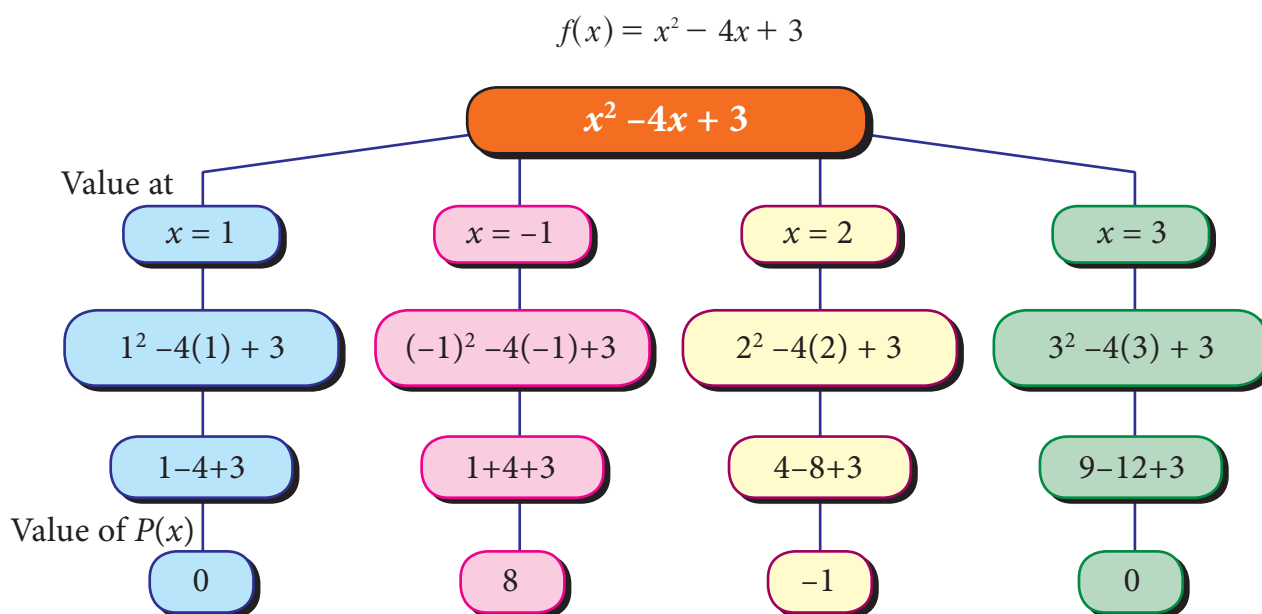 f(x) = x² − 4x + 3
x² –4x + 3
Value at
x = 1 x = –1 x = 2 x = 3
1² –4(1) + 3 (–1)² –4(–1)+3 2² –4(2) + 3 3² –4(3) + 3
1–4+3 1+4+3 4–8+3 9–12+3
Value of P(x)
0 8 –1 0